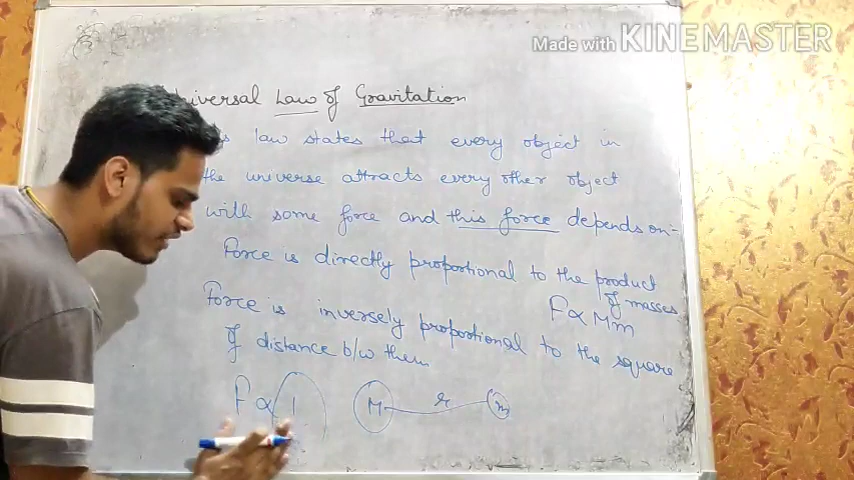 Made with KINEMASTER
Universal Law of Gravitation
law states that every object in
the universe attracts every other object
with some force and this force depends on:-
Force is directly proportional to the product
of masses
F ∝ Mm
Force is inversely proportional to the square
of distance b/w them
F ∝ 1
M r m